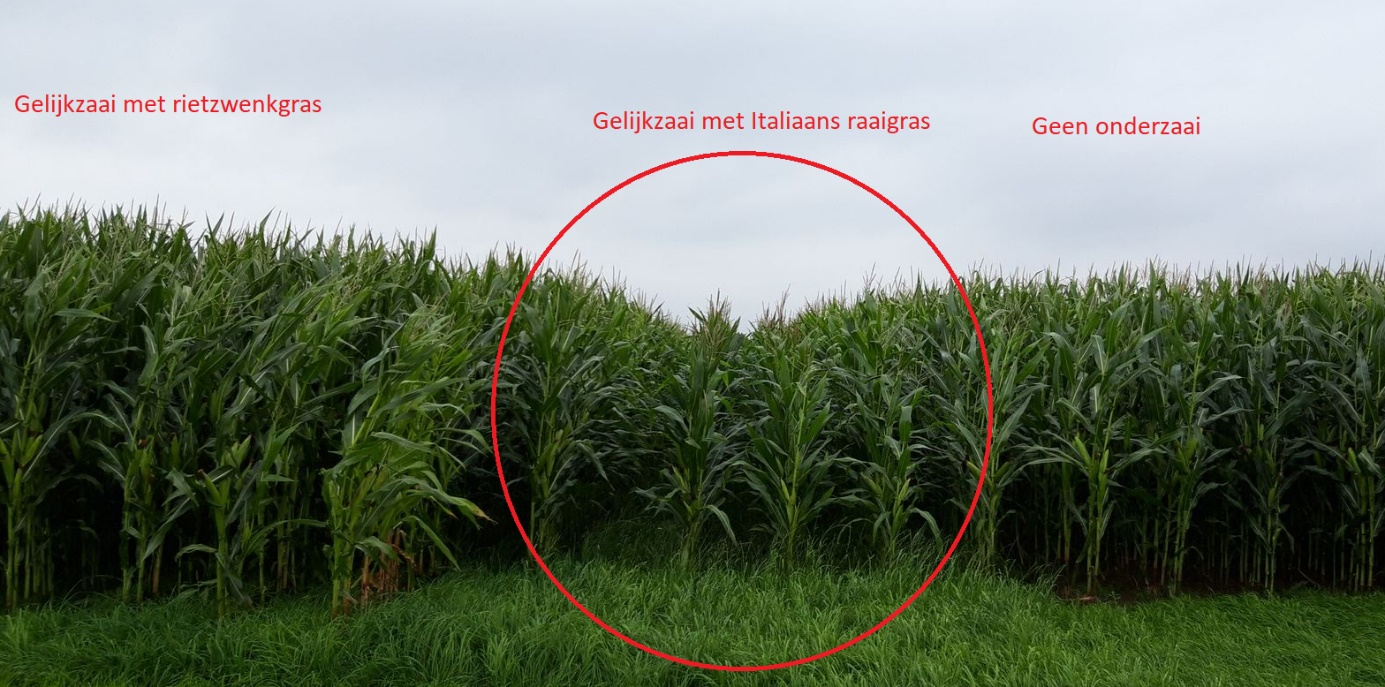 Gelijkzaai met rietzwenkgras
Gelijkzaai met Italiaans raaigras
Geen onderzaai